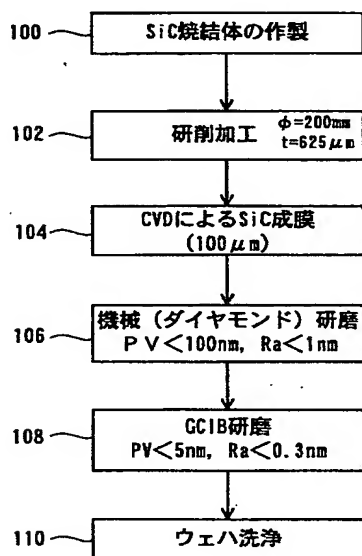 100
SiC焼結体の作製
102
研削加工 φ=200mm
t=625μm
104
CVDによるSiC成膜
(100μm)
106
機械（ダイヤモンド）研磨
PV<100nm, Ra<1nm
108
GCIB研磨
PV<5nm, Ra<0.3nm
110
ウェハ洗浄